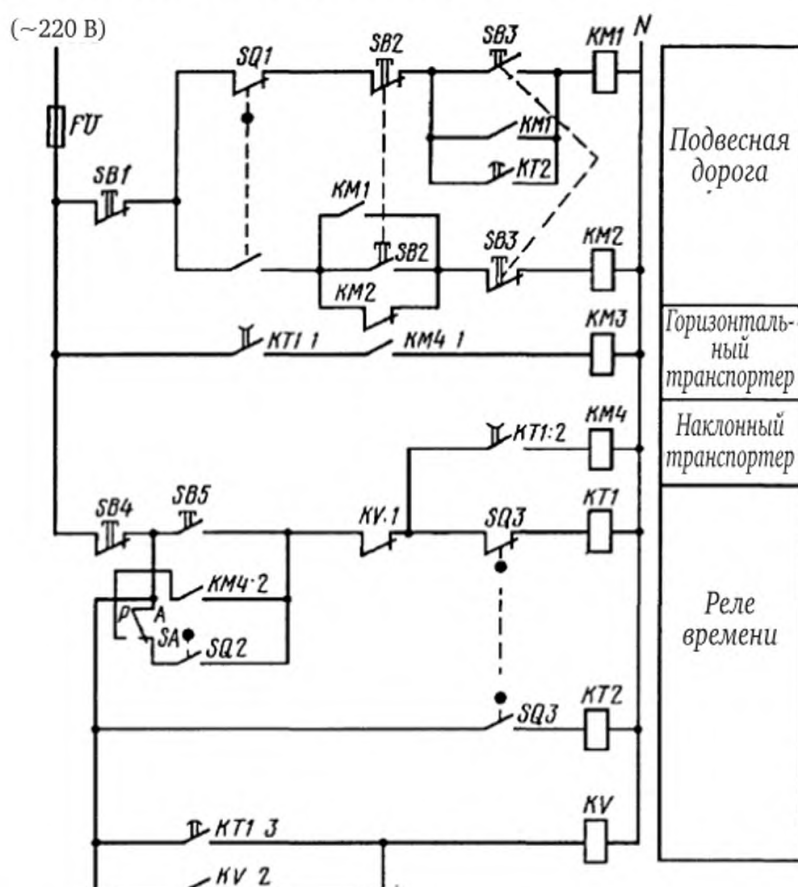 (~220 В)
N
SQ1
SB2
SB3
KM1
FU
KM1
KT2
SB1
KM1
SB2
SB3
KM2
KM2
Подвесная
дорога
KT1 1
KM4 1
KM3
Горизонталь-
ный
транспортер
KT1:2
KM4
Наклонный
транспортер
SB4
SB5
KV·1
SQ3
KT1
KM4·2
P
A
SA
SQ2
Реле
времени
SQ3
KT2
KT1 3
KV
KV 2